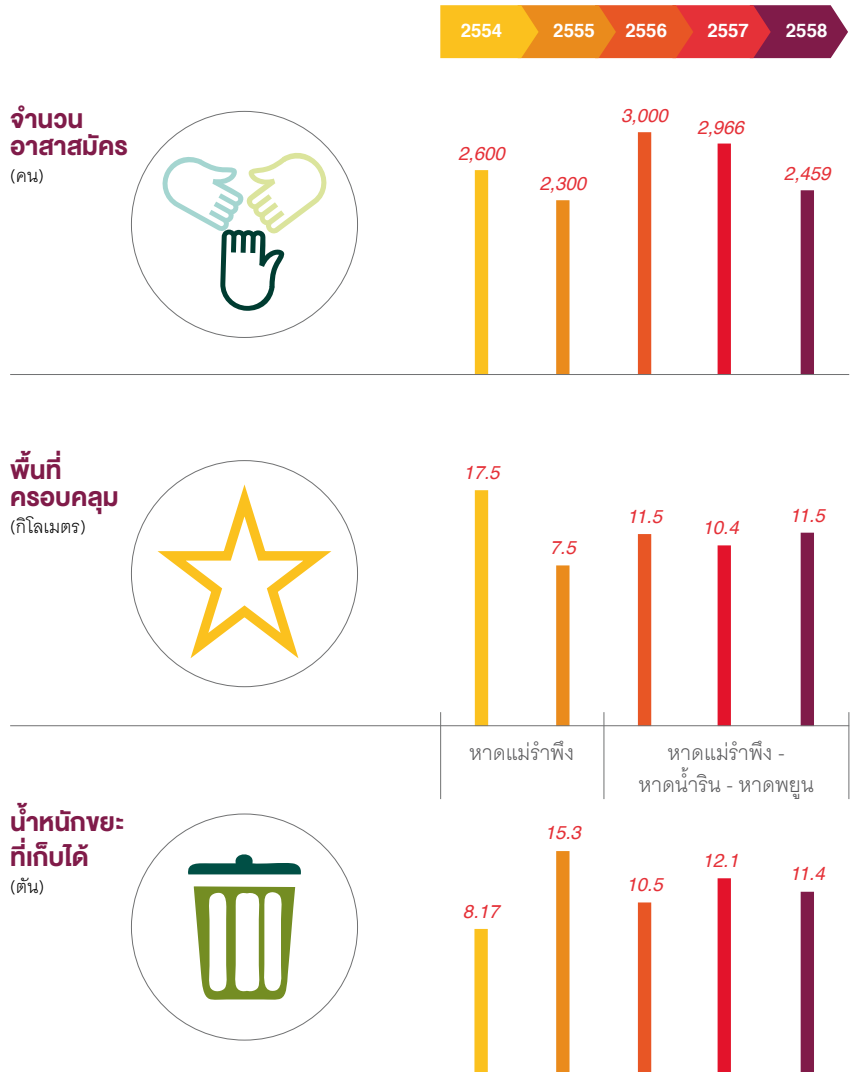 2554 2555 2556 2557 2558
จำนวน
อาสาสมัคร
(คน)
2,600 2,300 3,000 2,966 2,459
พื้นที่
ครอบคลุม
(กิโลเมตร)
17.5 7.5 11.5 10.4 11.5
หาดแม่รำพึง
หาดแม่รำพึง -
หาดน้ำริน - หาดพยูน
น้ำหนักขยะ
ที่เก็บได้
(ตัน)
8.17 15.3 10.5 12.1 11.4